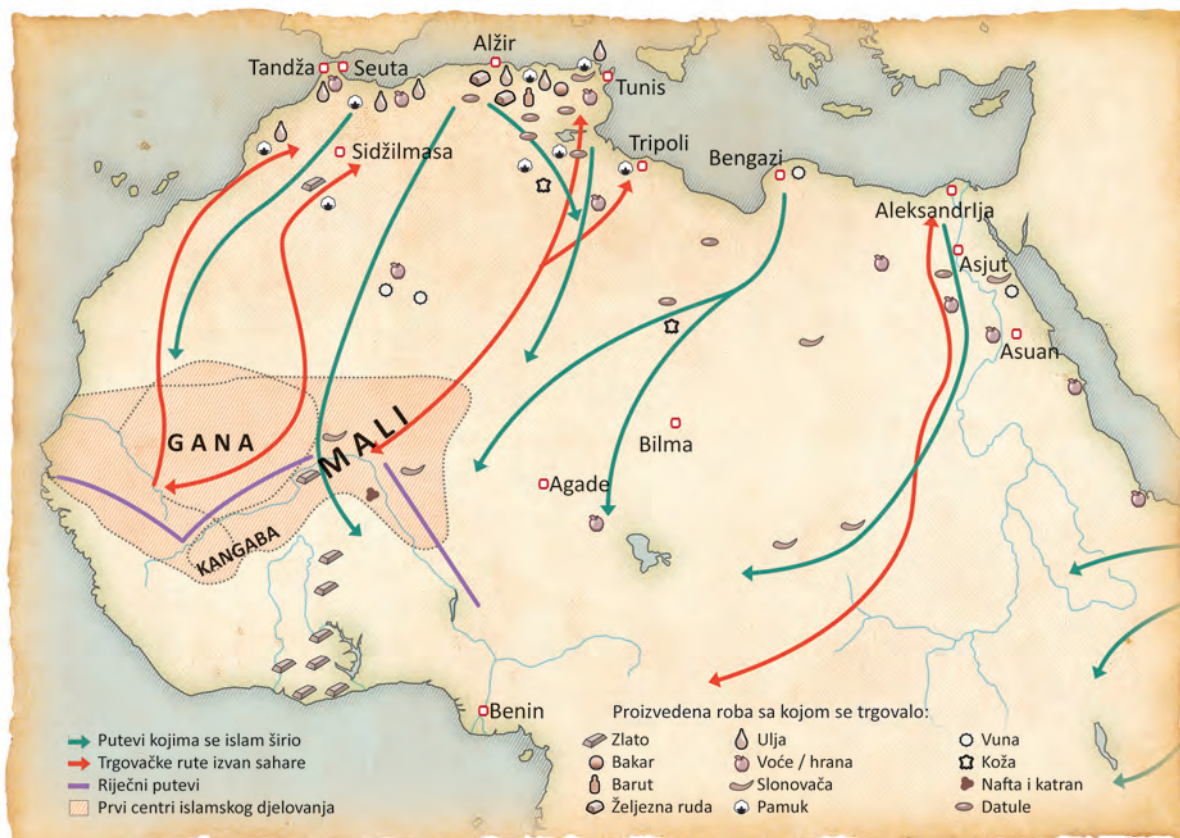 Alžir
Tandža
Seuta
Tunis
Sidžilmasa
Tripoli
Bengazi
Aleksandrlja
Asjut
Asuan
GANA
MALI
Bilma
Agade
KANGABA
Benin
Putevi kojima se islam širio
Trgovačke rute izvan sahare
Riječni putevi
Prvi centri islamskog djelovanja
Proizvedena roba sa kojom se trgovalo:
Zlato
Bakar
Barut
Željezna ruda
Ulja
Voće / hrana
Slonovača
Pamuk
Vuna
Koža
Nafta i katran
Datule